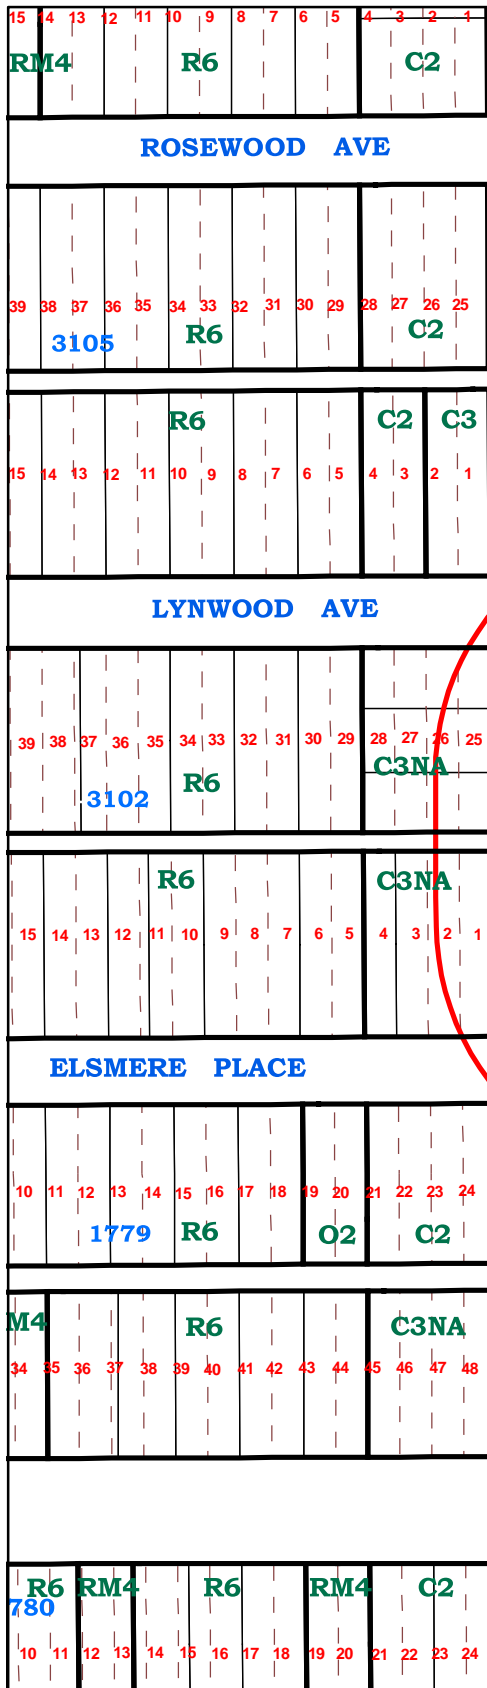 15 14 13 12 11 10 9 8 7 6 5 4 3 2 1
RM4 R6 C2
ROSEWOOD AVE
39 38 37 36 35 34 33 32 31 30 29 28 27 26 25
3105 R6 C2
R6 C2 C3
15 14 13 12 11 10 9 8 7 6 5 4 3 2 1
LYNWOOD AVE
39 38 37 36 35 34 33 32 31 30 29 28 27 26 25
C3NA
3102 R6
R6 C3NA
15 14 13 12 11 10 9 8 7 6 5 4 3 2 1
ELSMERE PLACE
10 11 12 13 14 15 16 17 18 19 20 21 22 23 24
1779 R6 O2 C2
M4 R6 C3NA
34 35 36 37 38 39 40 41 42 43 44 45 46 47 48
R6 RM4 R6 RM4 C2
780
10 11 12 13 14 15 16 17 18 19 20 21 22 23 24